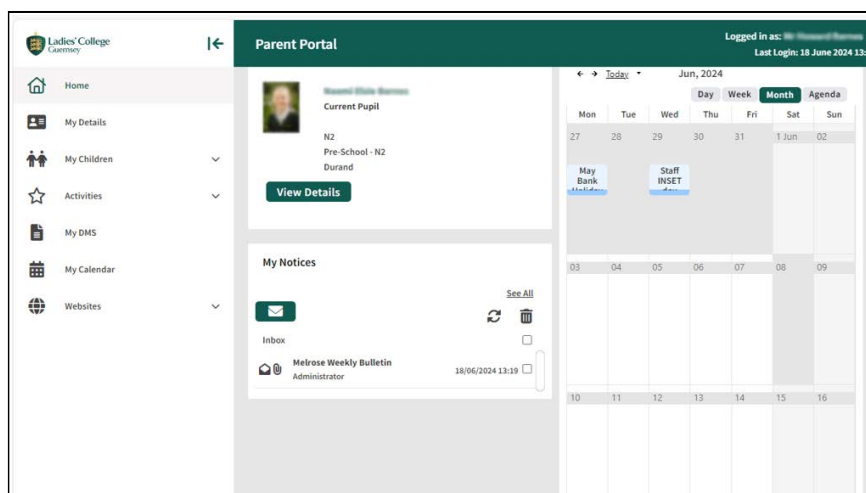 Ladies' College
Guernsey
Parent Portal
Logged in as:
Last Login: 18 June 2024 13:
Home
My Details
My Children
Activities
My DMS
My Calendar
Websites
Current Pupil
N2
Pre-School - N2
Durand
View Details
My Notices
See All
Inbox
Melrose Weekly Bulletin
Administrator
18/06/2024 13:19
Today
Jun, 2024
Day Week Month Agenda
Mon Tue Wed Thu Fri Sat Sun
27 28 29 30 31 1 Jun 02
May
Bank
Holiday
Staff
INSET
day
03 04 05 06 07 08 09
10 11 12 13 14 15 16